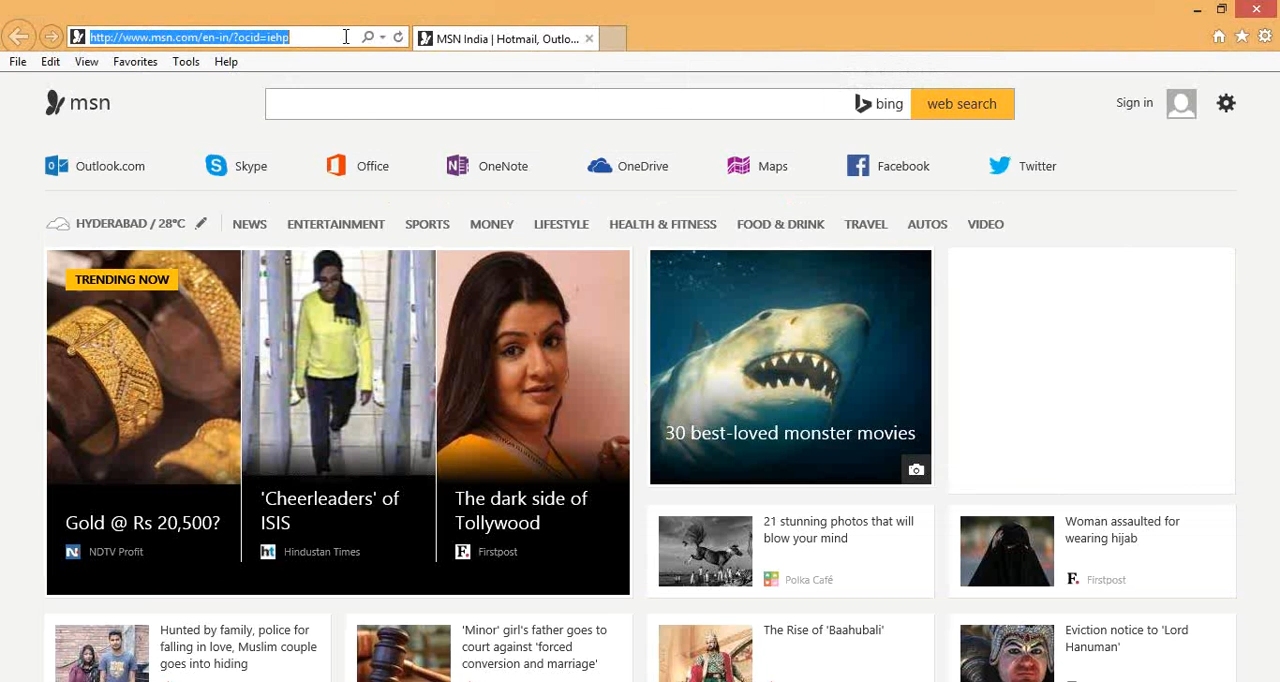 http://www.msn.com/en-in/?ocid=iehp
MSN India | Hotmail, Outlo...
File Edit View Favorites Tools Help
msn
bing
web search
Sign in
Outlook.com
Skype
Office
OneNote
OneDrive
Maps
Facebook
Twitter
HYDERABAD / 28°C
NEWS ENTERTAINMENT SPORTS MONEY LIFESTYLE HEALTH & FITNESS FOOD & DRINK TRAVEL AUTOS VIDEO
TRENDING NOW
Gold @ Rs 20,500?
N NDTV Profit
'Cheerleaders' of
ISIS
ht Hindustan Times
The dark side of
Tollywood
F. Firstpost
30 best-loved monster movies
21 stunning photos that will
blow your mind
Polka Café
Woman assaulted for
wearing hijab
F. Firstpost
Hunted by family, police for
falling in love, Muslim couple
goes into hiding
'Minor' girl's father goes to
court against 'forced
conversion and marriage'
The Rise of 'Baahubali'
Eviction notice to 'Lord
Hanuman'